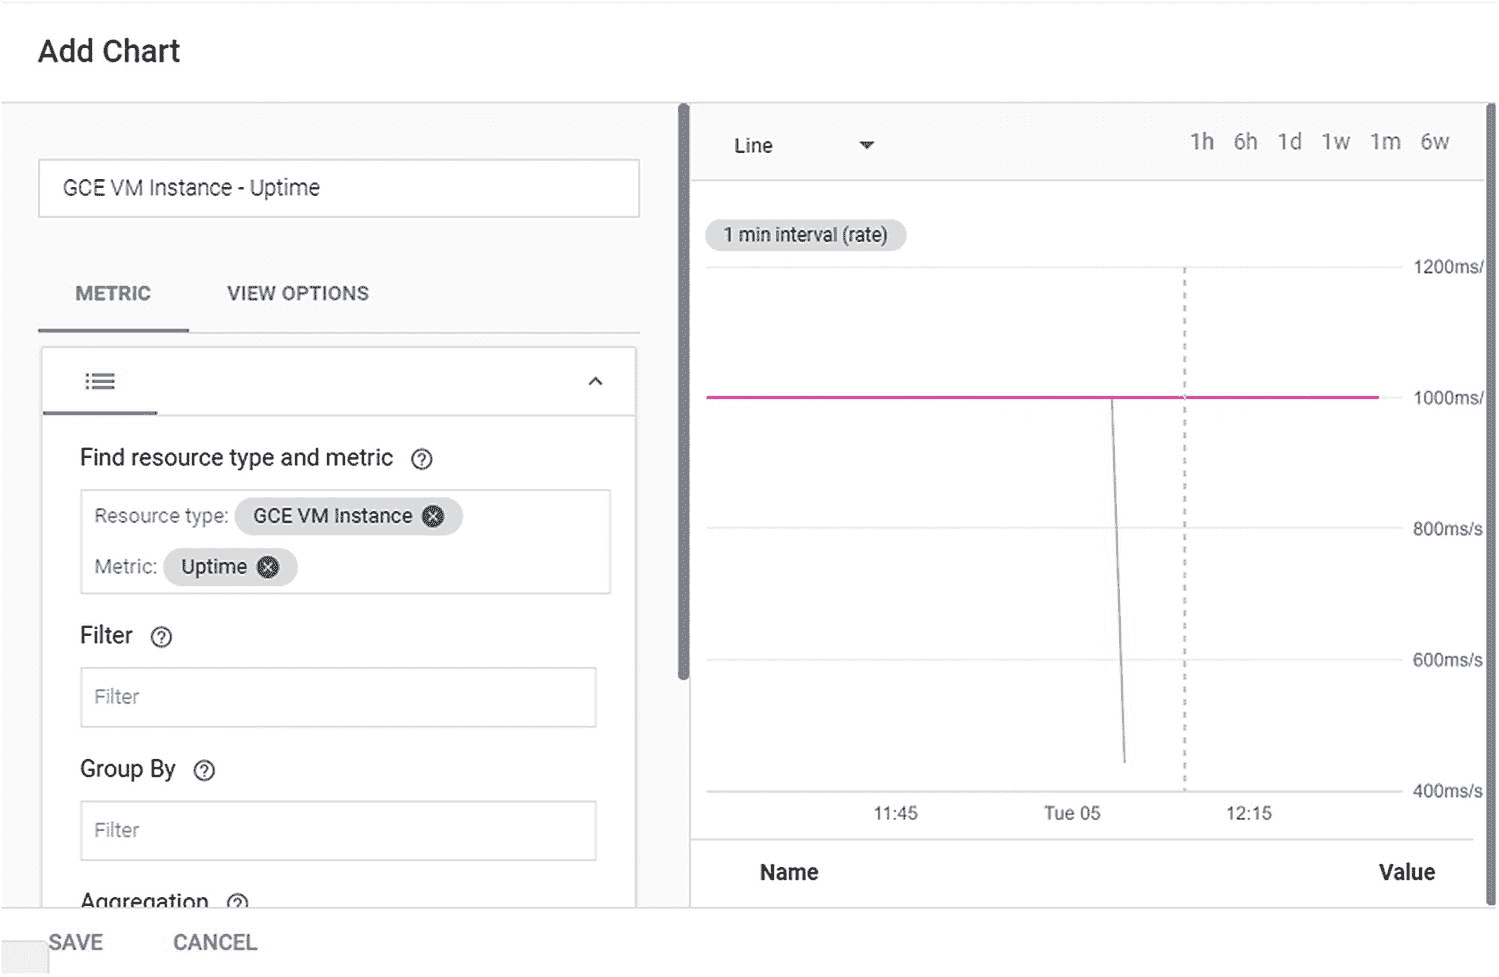 Add Chart
GCE VM Instance - Uptime
METRIC VIEW OPTIONS
Find resource type and metric
Resource type: GCE VM Instance
Metric: Uptime
Filter
Filter
Group By
Filter
Aggregation
SAVE CANCEL
Line 1h 6h 1d 1w 1m 6w
1 min interval (rate)
1200ms/
1000ms/
800ms/s
600ms/s
400ms/s
11:45 Tue 05 12:15
Name Value